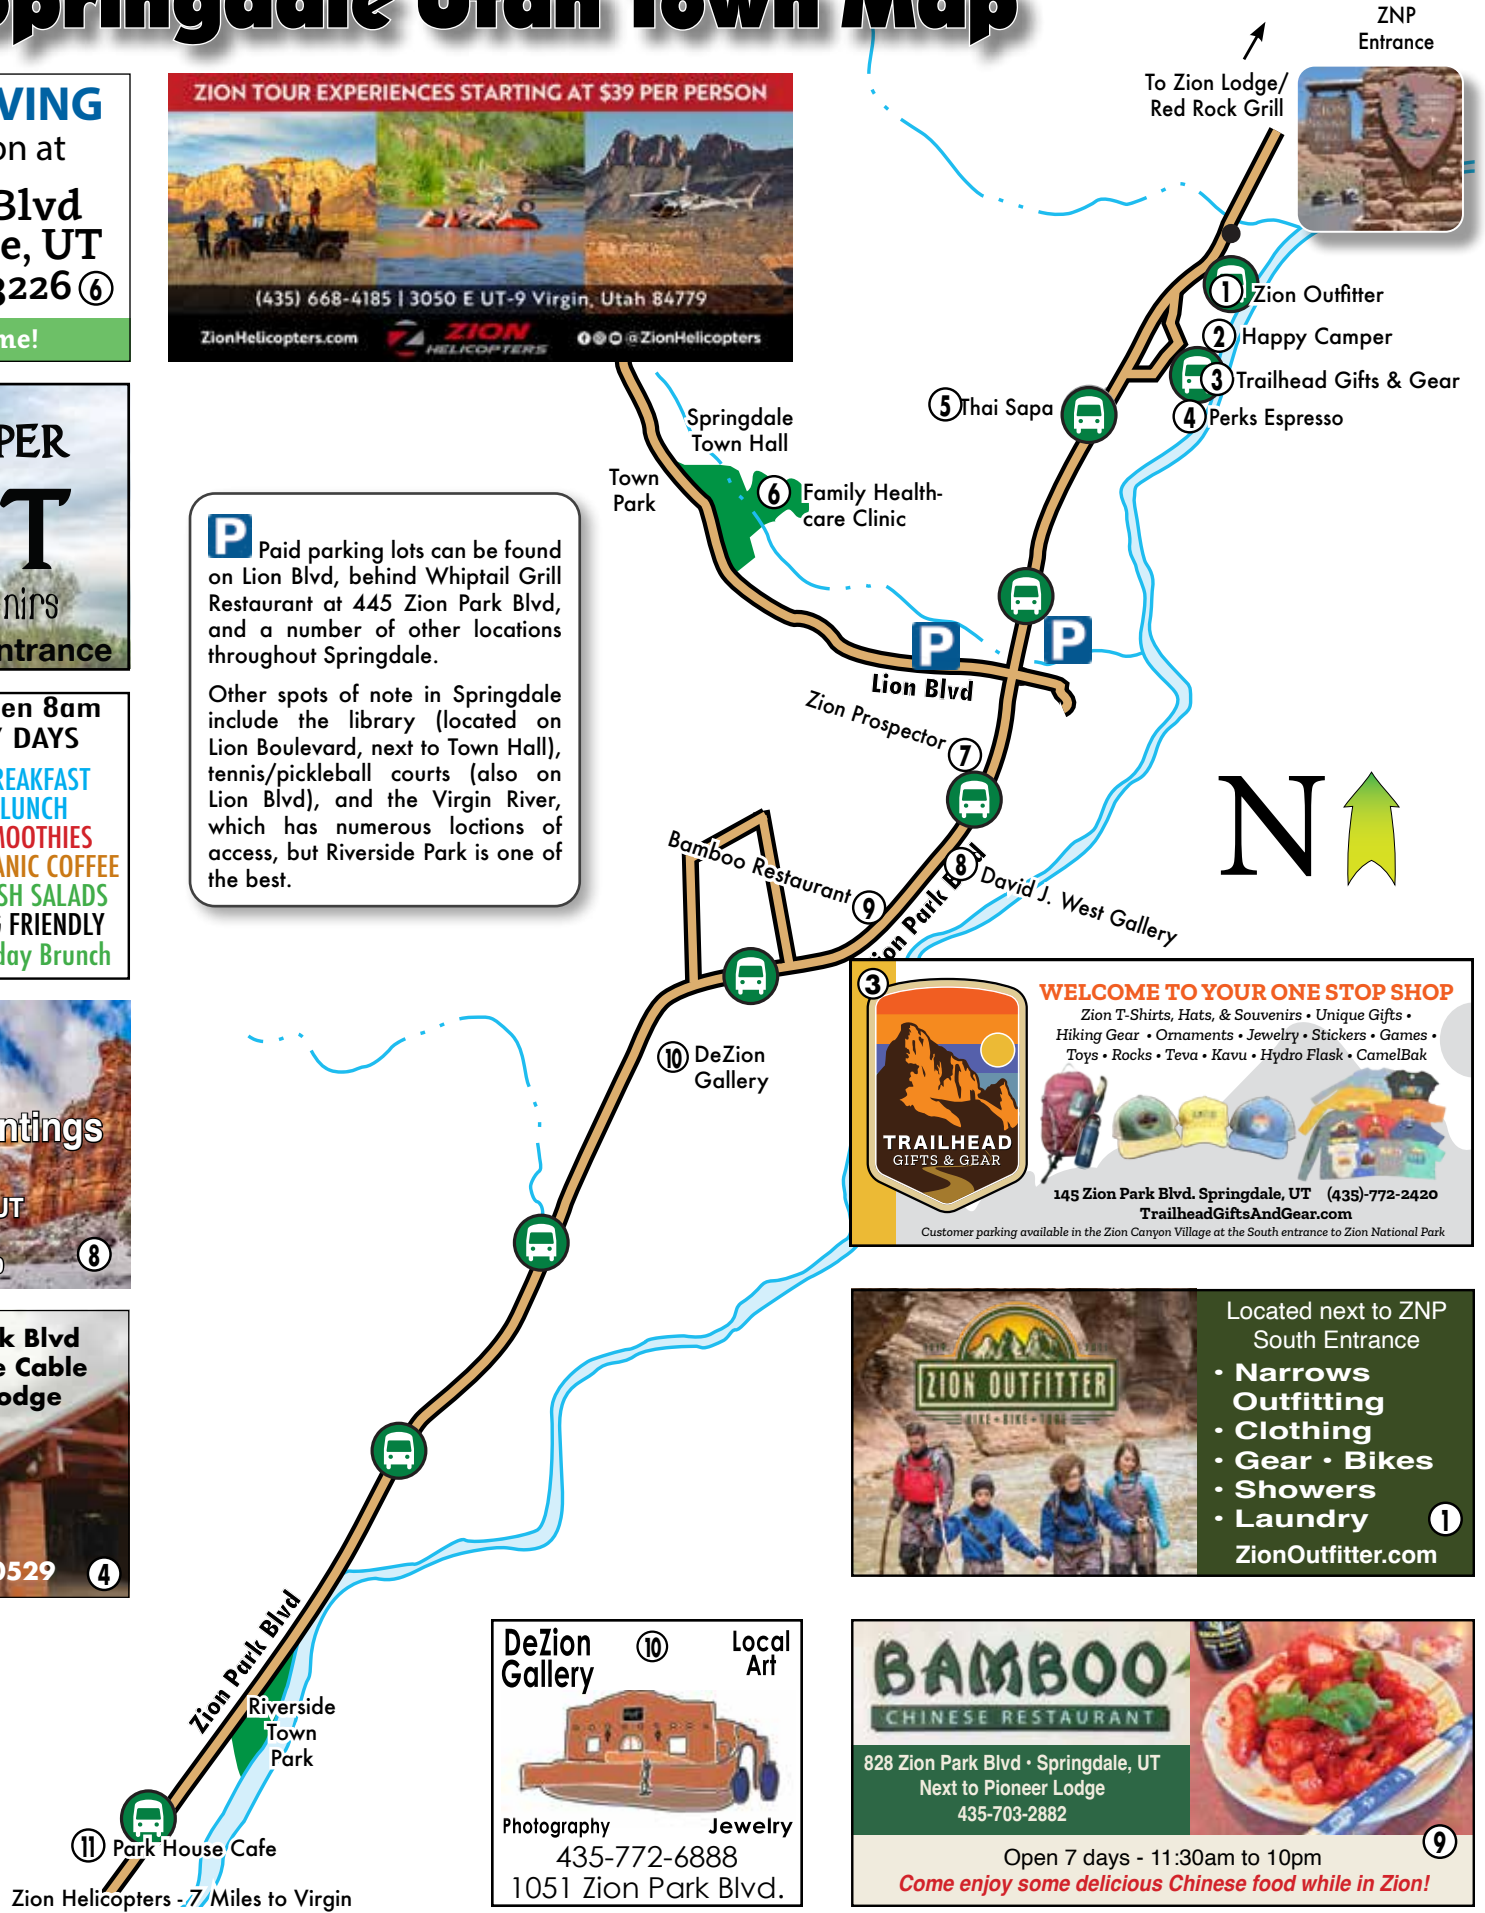 Springdale Utah Town Map
ZNP
Entrance
To Zion Lodge/
Red Rock Grill
VING
on at
Blvd
e, UT
3226 6
me!
ZION TOUR EXPERIENCES STARTING AT $39 PER PERSON
(435) 668-4185 | 3050 E UT-9 Virgin, Utah 84779
ZionHelicopters.com
ZION
HELICOPTERS
@ZionHelicopters
1 Zion Outfitter
2 Happy Camper
3 Trailhead Gifts & Gear
4 Perks Espresso
5 Thai Sapa
Springdale
Town Hall
Town
Park
6 Family Health-
care Clinic
PER
T
nirs
ntrance
P Paid parking lots can be found
on Lion Blvd, behind Whiptail Grill
Restaurant at 445 Zion Park Blvd,
and a number of other locations
throughout Springdale.
Other spots of note in Springdale
include the library (located on
Lion Boulevard, next to Town Hall),
tennis/pickleball courts (also on
Lion Blvd), and the Virgin River,
which has numerous loctions of
access, but Riverside Park is one of
the best.
P
P
Lion Blvd
Zion Prospector 7
N
8 David J. West Gallery
Bamboo Restaurant 9
ion Park B d
en 8am
Y DAYS
REAKFAST
LUNCH
MOOTHIES
ANIC COFFEE
SH SALADS
G FRIENDLY
day Brunch
3
TRAILHEAD
GIFTS & GEAR
WELCOME TO YOUR ONE STOP SHOP
Zion T-Shirts, Hats, & Souvenirs • Unique Gifts •
Hiking Gear • Ornaments • Jewelry • Stickers • Games •
Toys • Rocks • Teva • Kavu • Hydro Flask • CamelBak
145 Zion Park Blvd. Springdale, UT (435)-772-2420
TrailheadGiftsAndGear.com
Customer parking available in the Zion Canyon Village at the South entrance to Zion National Park
10 DeZion
Gallery
ntings
UT
8
k Blvd
e Cable
odge
0529 4
ZION OUTFITTER
HIKE • BIKE • TOUR
Located next to ZNP
South Entrance
• Narrows
Outfitting
• Clothing
• Gear • Bikes
• Showers
• Laundry
1
ZionOutfitter.com
Zion Park Blvd
Riverside
Town
Park
11 Park House Cafe
Zion Helicopters - 7 Miles to Virgin
DeZion
Gallery
10
Local
Art
Photography
Jewelry
435-772-6888
1051 Zion Park Blvd.
BAMBOO
CHINESE RESTAURANT
828 Zion Park Blvd • Springdale, UT
Next to Pioneer Lodge
435-703-2882
9
Open 7 days - 11:30am to 10pm
Come enjoy some delicious Chinese food while in Zion!